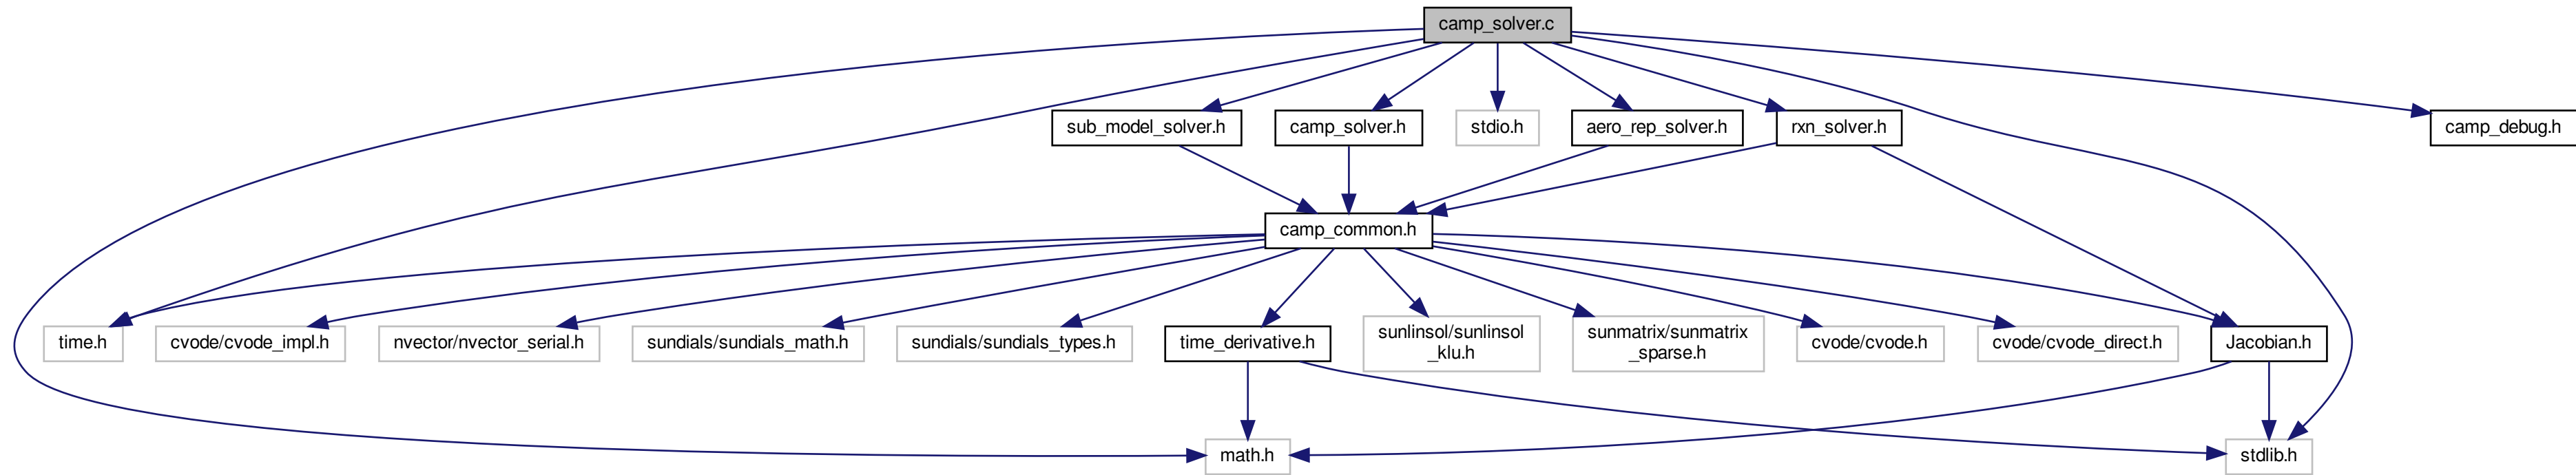 camp_solver.c
sub_model_solver.h
camp_solver.h
stdio.h
aero_rep_solver.h
rxn_solver.h
camp_debug.h
camp_common.h
time.h
cvode/cvode_impl.h
nvector/nvector_serial.h
sundials/sundials_math.h
sundials/sundials_types.h
time_derivative.h
sunlinsol/sunlinsol
_klu.h
sunmatrix/sunmatrix
_sparse.h
cvode/cvode.h
cvode/cvode_direct.h
Jacobian.h
math.h
stdlib.h